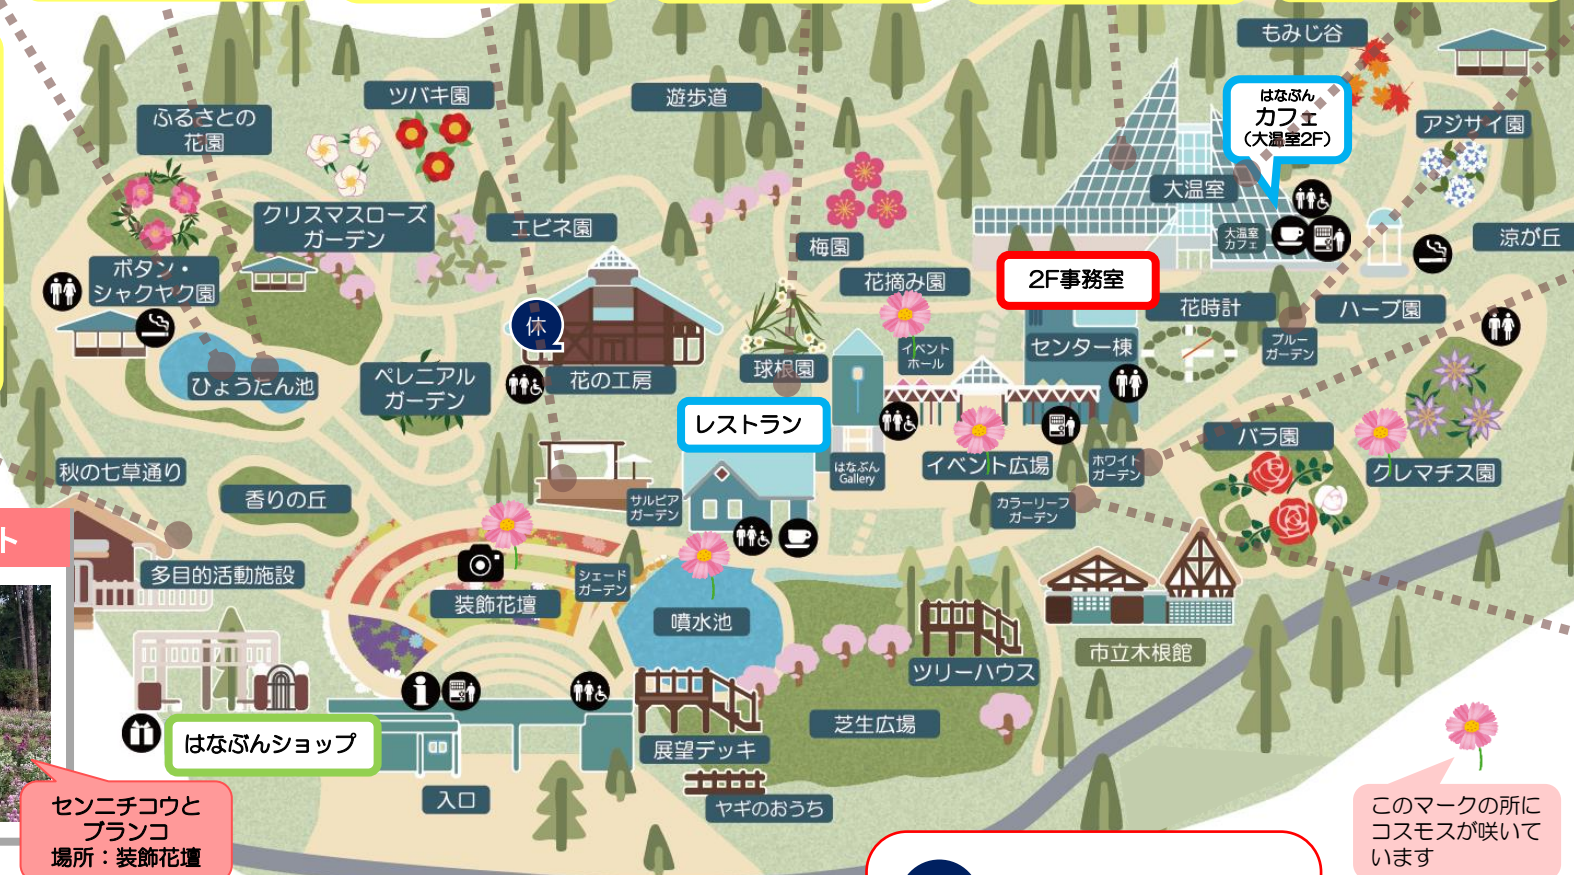 もみじ谷
はなぶん
カフェ
(大温室2F)
ツバキ園
遊歩道
ふるさとの
花園
アジサイ園
大温室
クリスマスローズ
ガーデン
エビネ園
梅園
大温室
カフェ
涼が丘
ボタン・
シャクヤク園
花摘み園
2F事務室
花時計
ハーブ園
休
イベント
ホール
センター棟
ブルー
ガーデン
ひょうたん池
ペレニアル
ガーデン
花の工房
球根園
レストラン
バラ園
秋の七草通り
香りの丘
はなぶん
Gallery
イベント広場
ホワイト
ガーデン
クレマチス園
サルビア
ガーデン
カラーリーフ
ガーデン
ト
多目的活動施設
装飾花壇
シェード
ガーデン
噴水池
市立木根館
ツリーハウス
i
はなぶんショップ
展望デッキ
芝生広場
入口
ヤギのおうち
センニチコウと
ブランコ
場所：装飾花壇
このマークの所に
コスモスが咲いて
います